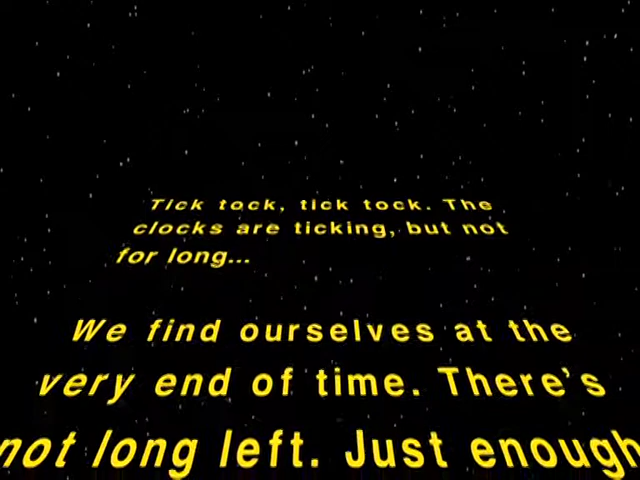 Tick tock, tick tock. The
clocks are ticking, but not
for long...
We find ourselves at the
very end of time. There’s
not long left. Just enough